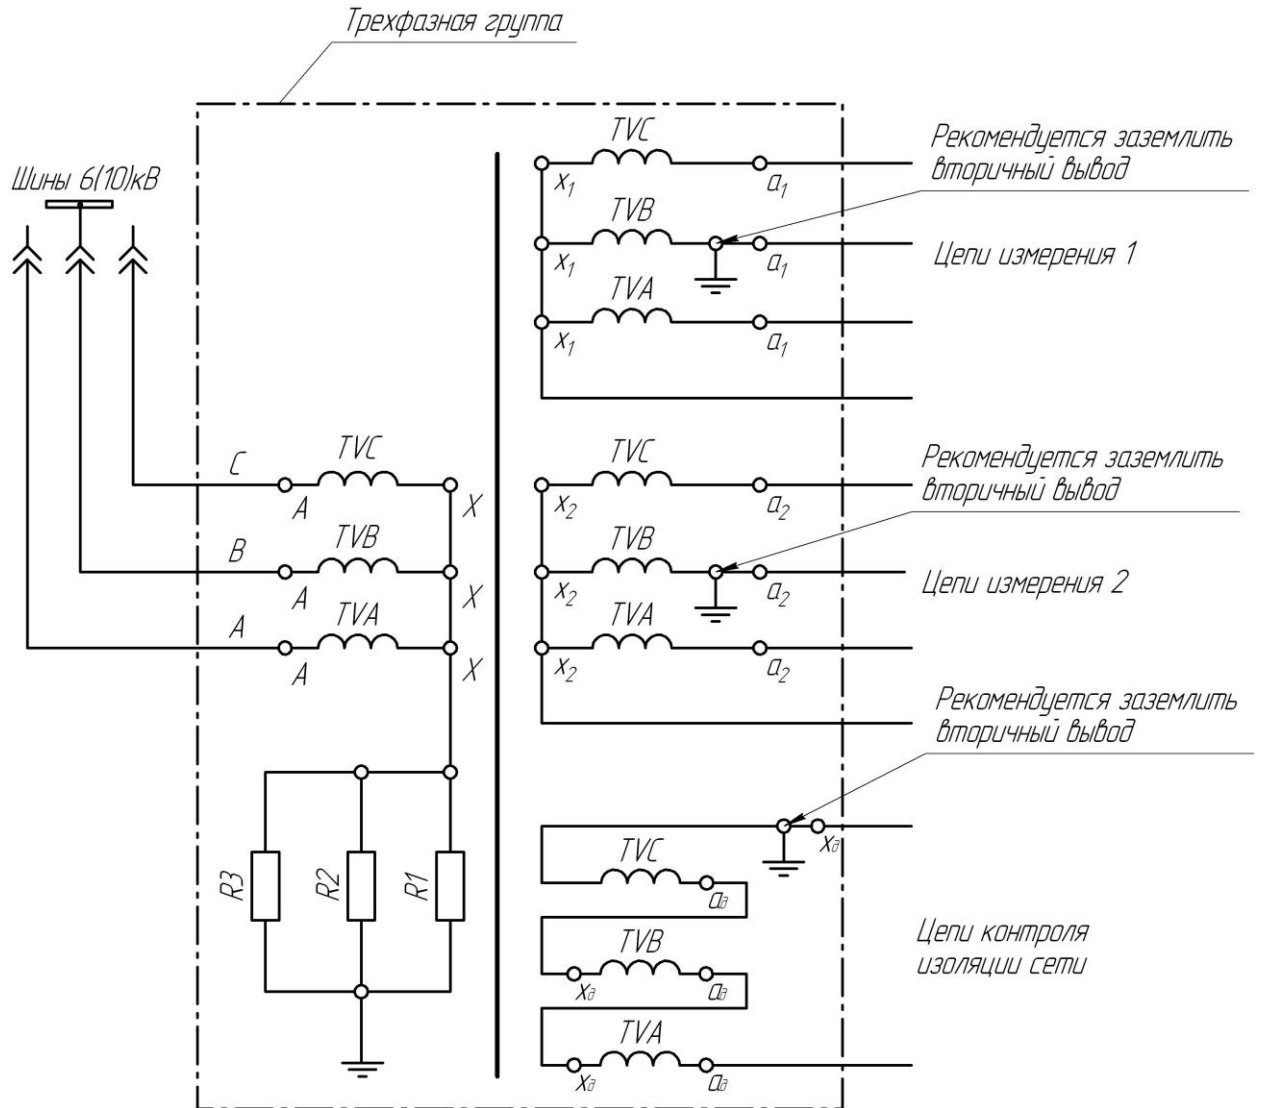 Трехфазная группа
Шины 6(10)кВ
TVC
x1
a1
Рекомендуется заземлить
вторичный вывод
TVB
x1
a1
Цепи измерения 1
TVA
x1
a1
C
TVC
A
X
B
TVB
A
X
A
TVA
A
X
TVC
x2
a2
Рекомендуется заземлить
вторичный вывод
TVB
x2
a2
Цепи измерения 2
TVA
x2
a2
R3
R2
R1
Рекомендуется заземлить
вторичный вывод
xд
TVC
aд
TVB
xд
aд
Цепи контроля
изоляции сети
TVA
xд
aд